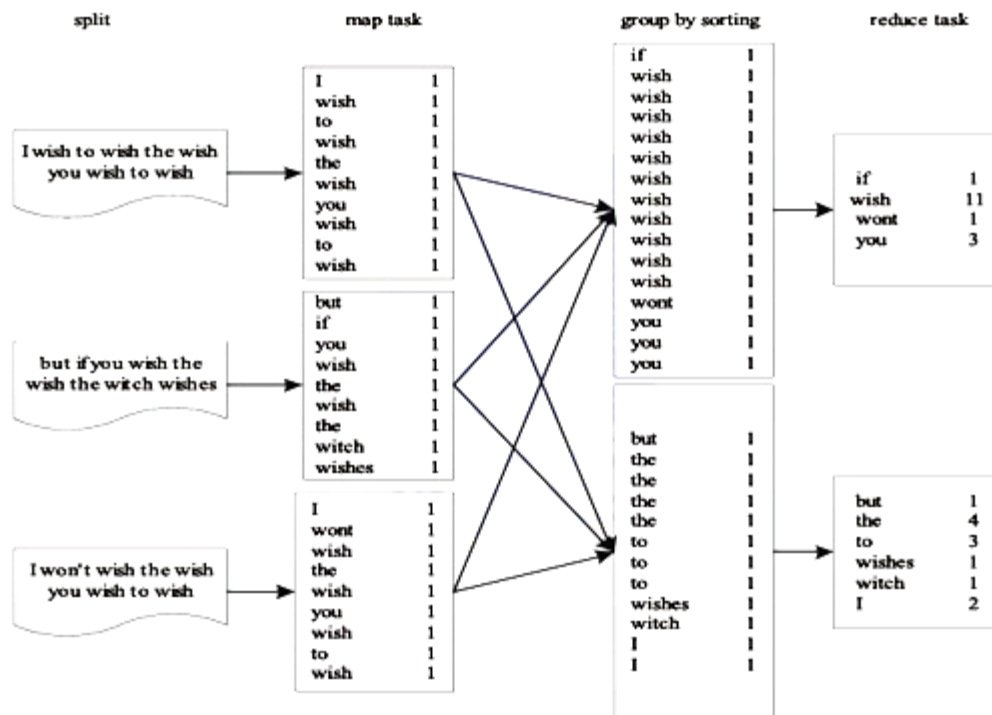 split map task group by sorting reduce task
I wish to wish the wish
you wish to wish
but if you wish the
wish the witch wishes
I won't wish the wish
you wish to wish
I 1
wish 1
to 1
wish 1
the 1
wish 1
you 1
wish 1
to 1
wish 1
but 1
if 1
you 1
wish 1
the 1
wish 1
the 1
witch 1
wishes 1
I 1
wont 1
wish 1
the 1
wish 1
you 1
wish 1
to 1
wish 1
if 1
wish 1
wish 1
wish 1
wish 1
wish 1
wish 1
wish 1
wish 1
wish 1
wish 1
wish 1
wont 1
you 1
you 1
you 1
but 1
the 1
the 1
the 1
the 1
to 1
to 1
to 1
wishes 1
witch 1
I 1
I 1
if 1
wish 11
wont 1
you 3
but 1
the 4
to 3
wishes 1
witch 1
I 2